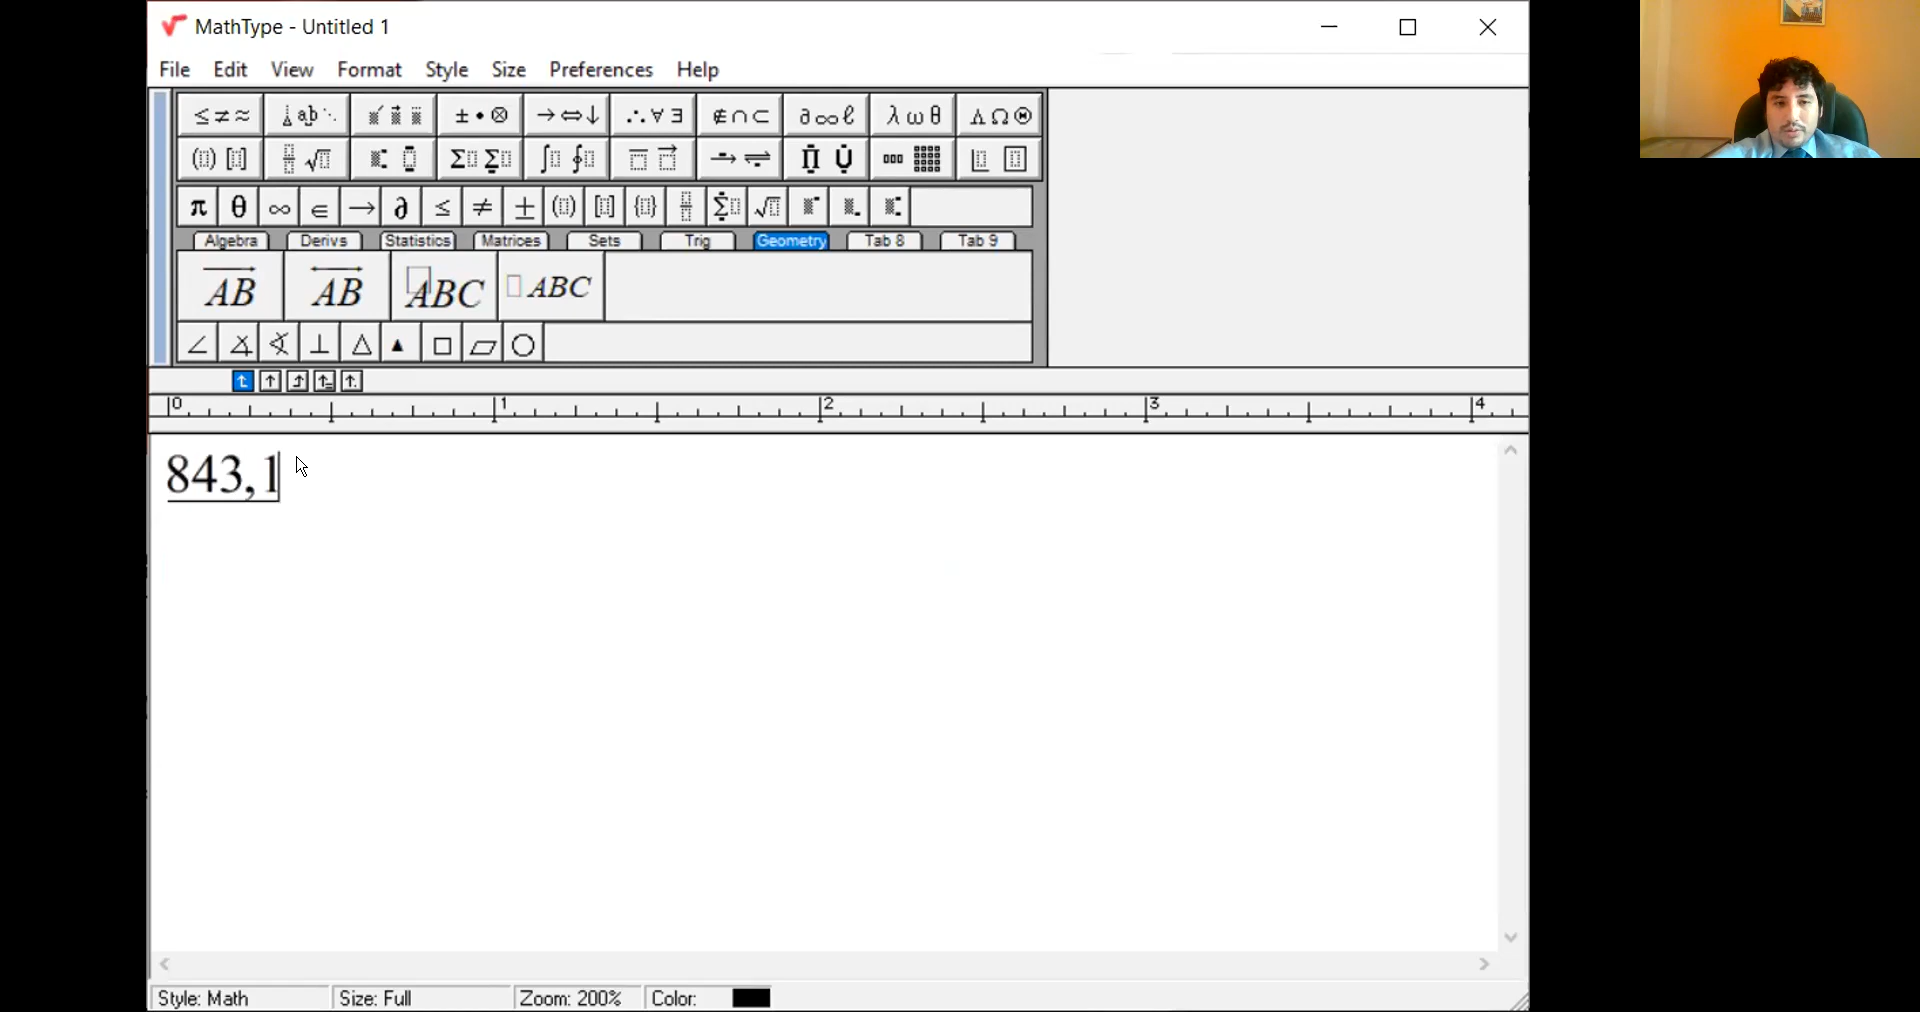 MathType - Untitled 1
File Edit View Format Style Size Preferences Help
≤ ≠ ≈ ± • ⊗ → ⇔ ↓ ∴ ∀ ∃ ∉ ∩ ⊂ ∂ ∞ ℓ λ ω θ Λ Ω Θ
π θ ∞ ∈ → ∂ ≤ ≠ ±
Algebra Derivs Statistics Matrices Sets Trig Geometry Tab 8 Tab 9
AB AB ABC ABC
0 1 2 3 4
843,1
Style: Math Size: Full Zoom: 200% Color: